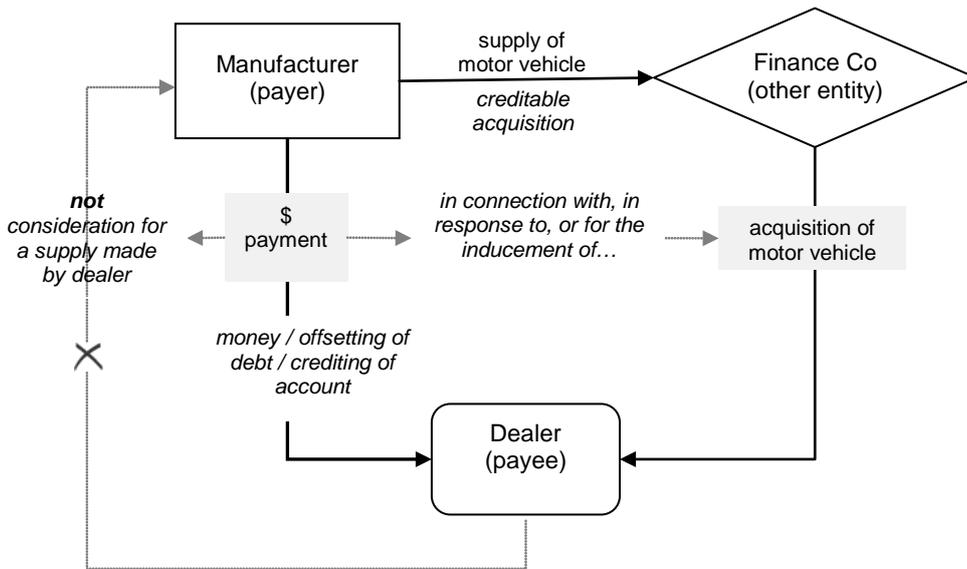 Manufacturer
(payer)
supply of
motor vehicle
creditable
acquisition
Finance Co
(other entity)
not
consideration for
a supply made
by dealer
$
payment
in connection with, in
response to, or for the
inducement of…
acquisition of
motor vehicle
money / offsetting of
debt / crediting of
account
Dealer
(payee)